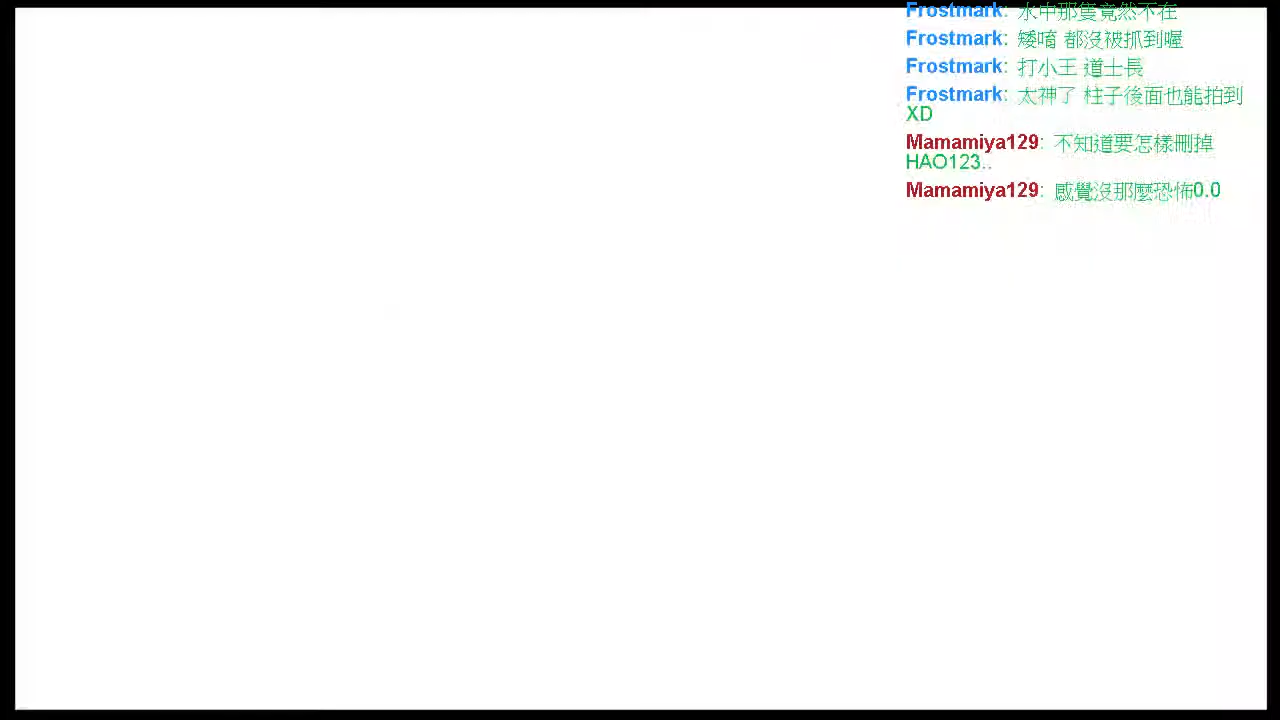 Frostmark: 水中那隻竟然不在
Frostmark: 矮唷 都沒被抓到喔
Frostmark: 打小王 道士長
Frostmark: 太神了 柱子後面也能拍到
XD
Mamamiya129: 不知道要怎樣刪掉
HAO123..
Mamamiya129: 感覺沒那麼恐怖0.0